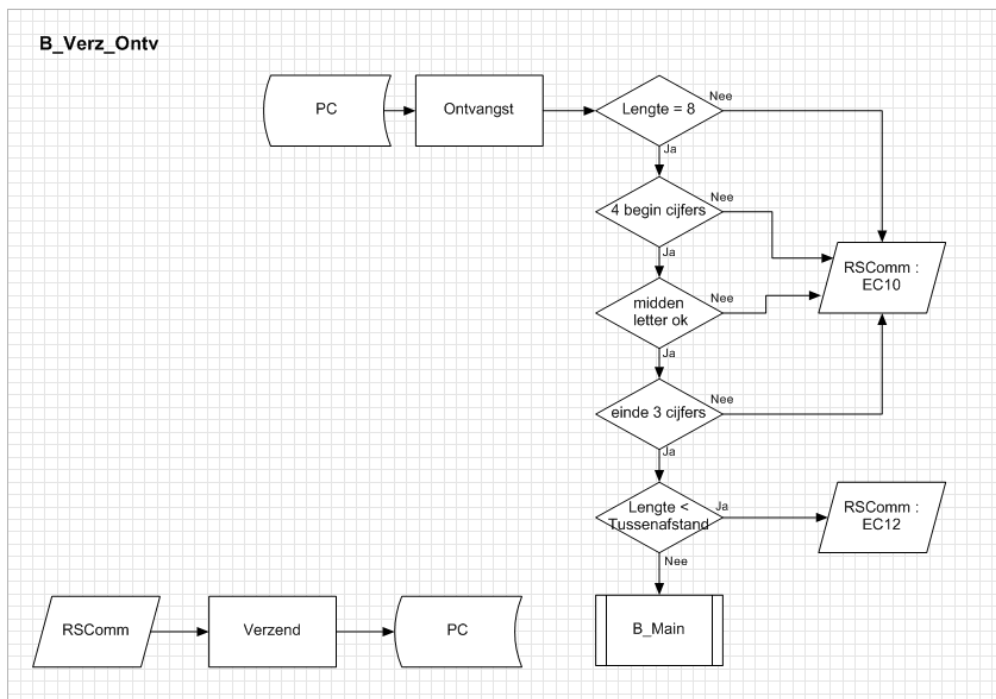 B_Verz_Ontv
PC
Ontvangst
Lengte = 8
Nee
Ja
4 begin cijfers
Nee
Ja
RSComm :
EC10
midden
letter ok
Nee
Ja
einde 3 cijfers
Nee
Ja
Lengte <
Tussenafstand
Ja
RSComm :
EC12
Nee
RSComm
Verzend
PC
B_Main